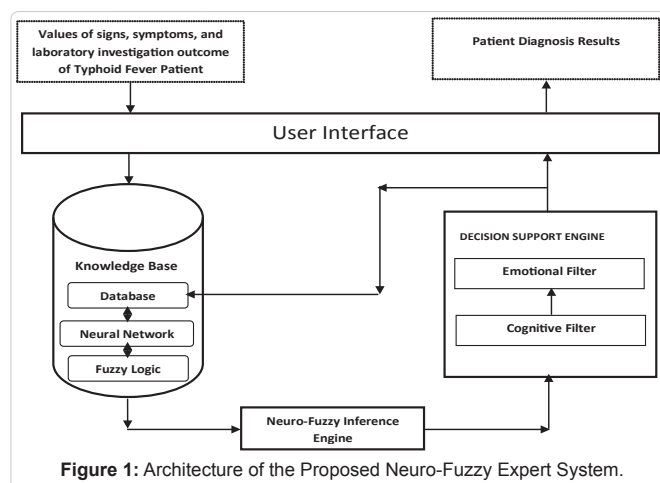 Values of signs, symptoms, and
laboratory investigation outcome
of Typhoid Fever Patient
Patient Diagnosis Results
User Interface
Knowledge Base
Database
Neural Network
Fuzzy Logic
DECISION SUPPORT ENGINE
Emotional Filter
Cognitive Filter
Neuro-Fuzzy Inference
Engine
Figure 1: Architecture of the Proposed Neuro-Fuzzy Expert System.